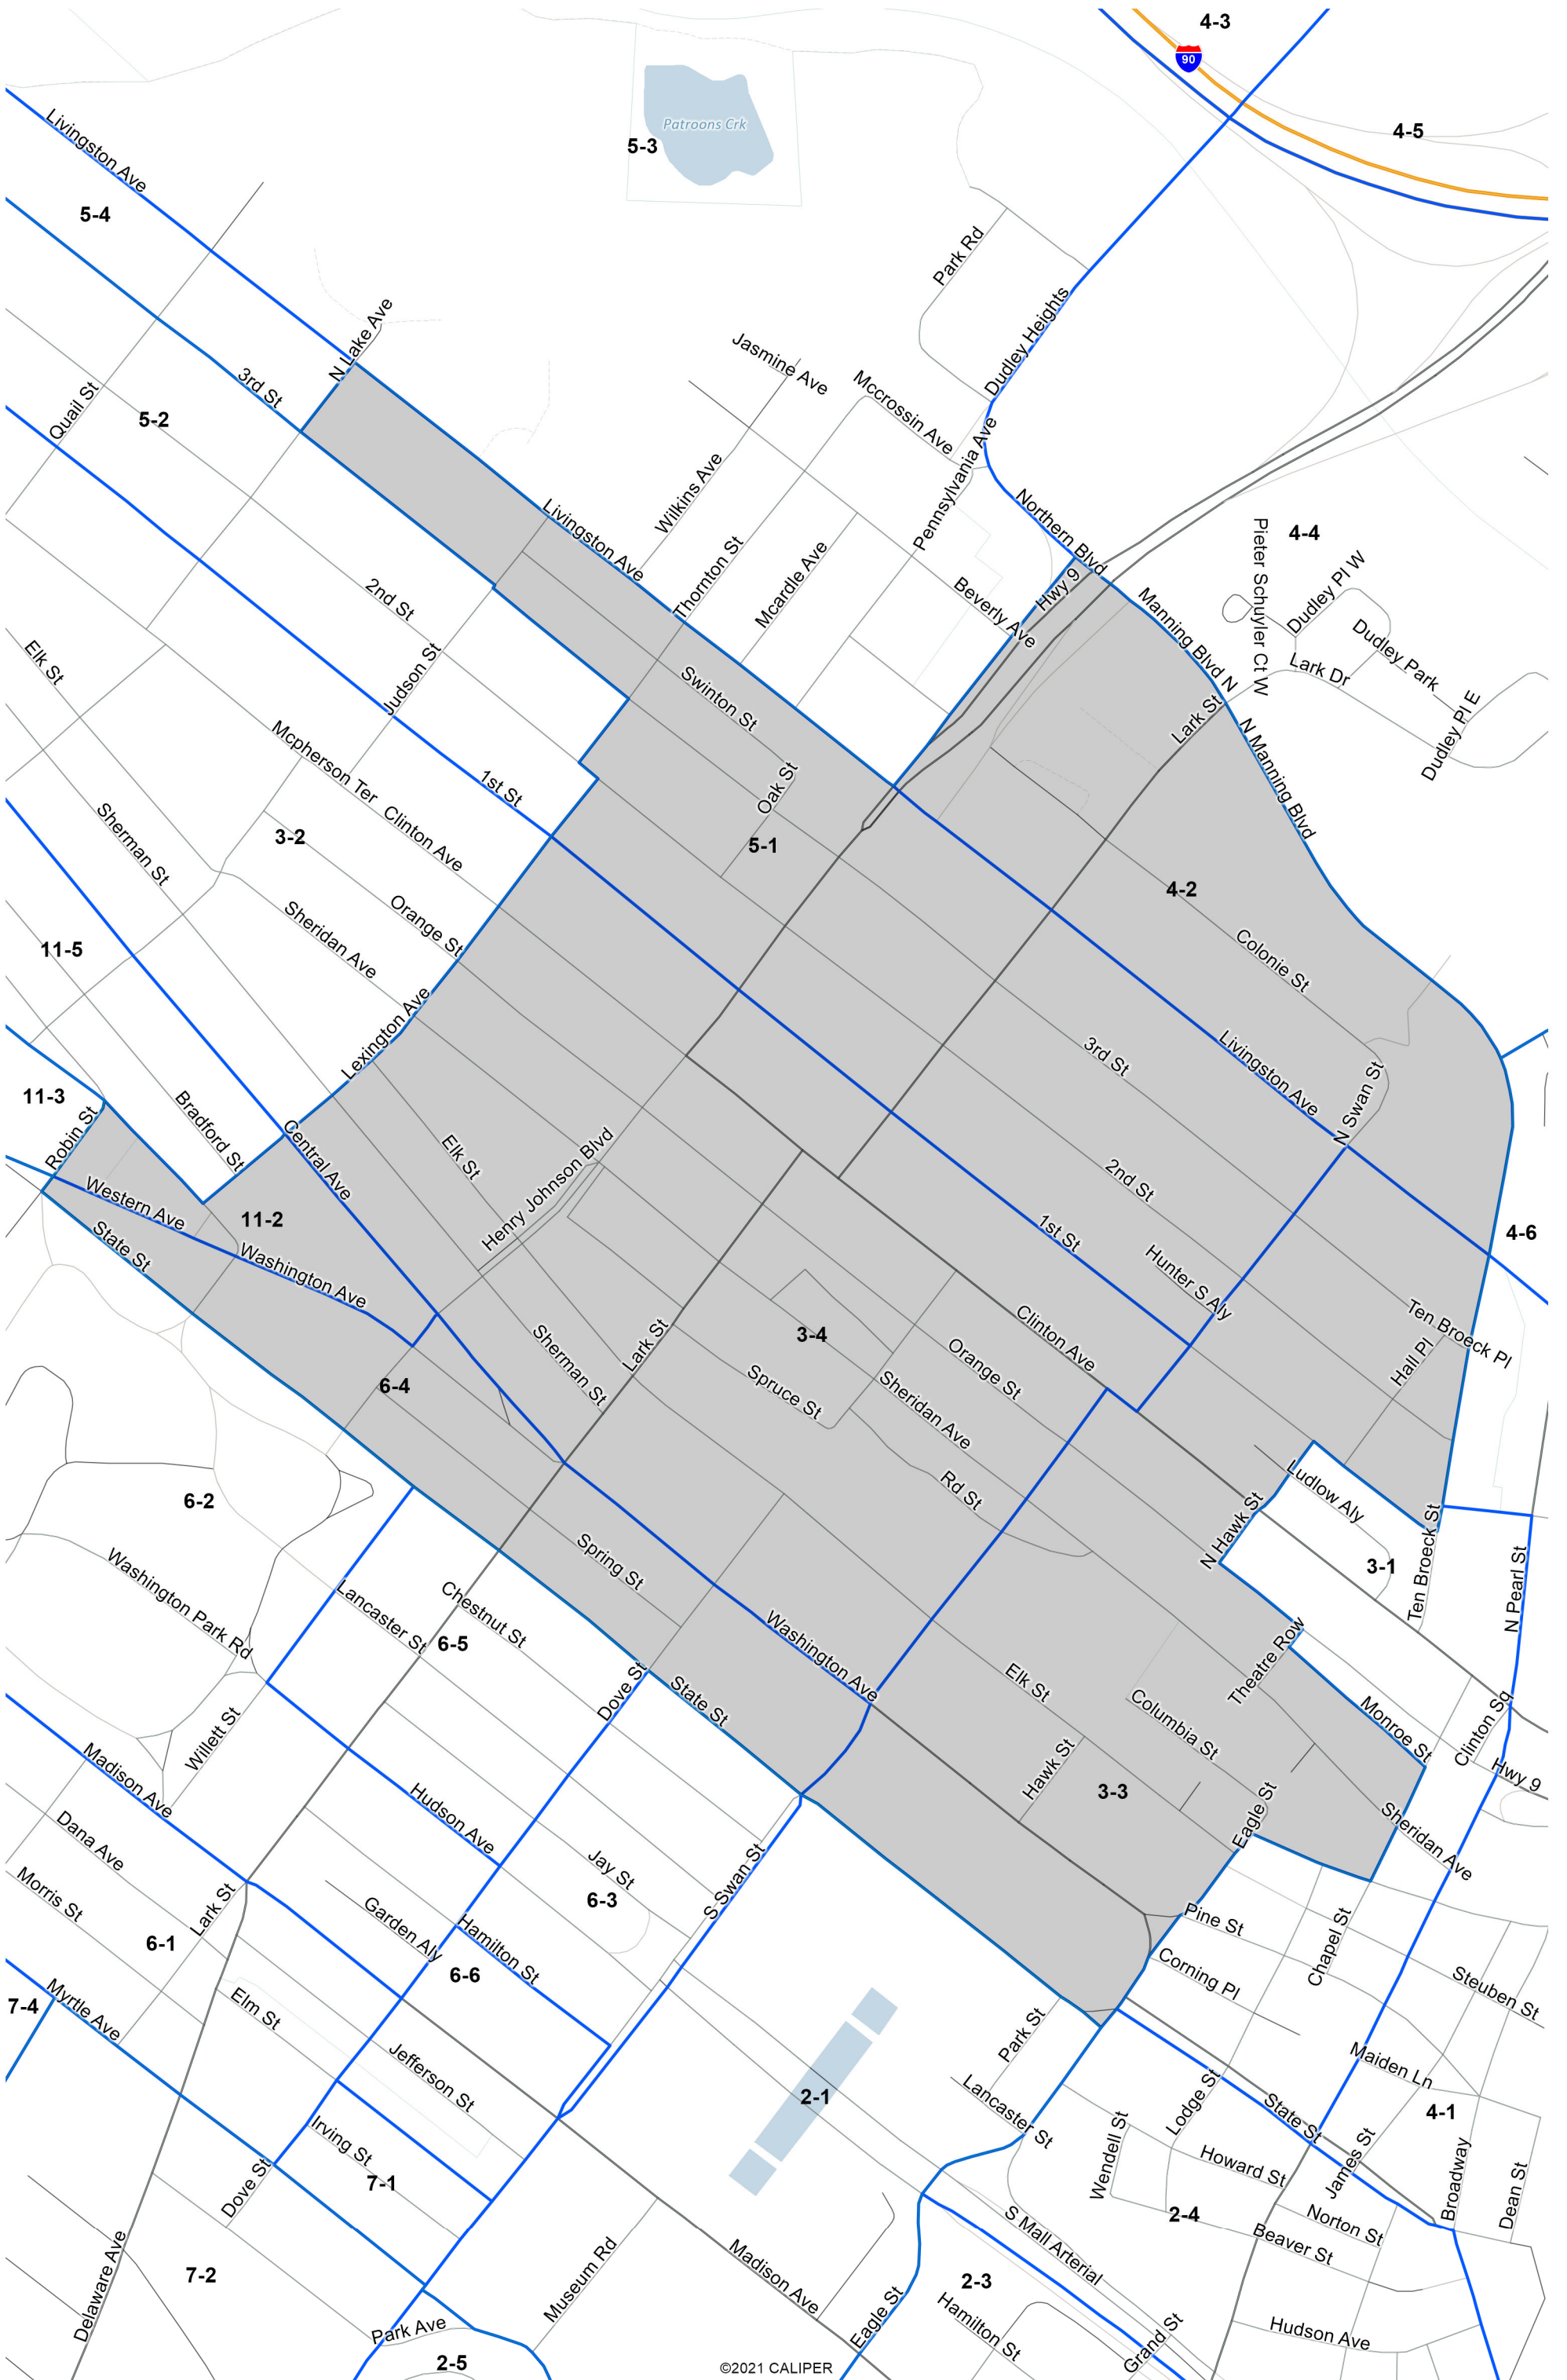 4-3
90
4-5
Patroons Crk
5-3
Livingston Ave
5-4
Park Rd
Dudley Heights
N Lake Ave
Jasmine Ave
Mccrossin Ave
3rd St
Quail St
5-2
Pennsylvania Ave
Wilkins Ave
Northern Blvd
4-4
Livingston Ave
Thornton St
Mcardle Ave
Beverly Ave
Hwy 9
Manning Blvd N
Pieter Schuyler Ct W
Dudley Pl W
Dudley Park
Lark Dr
Dudley Pl E
2nd St
Elk St
Judson St
Swinton St
Lark St
N Manning Blvd
Mcpherson Ter
Clinton Ave
1st St
Oak St
5-1
3-2
Sherman St
4-2
Orange St
Sheridan Ave
Colonie St
11-5
Lexington Ave
3rd St
Livingston Ave
N Swan St
11-3
Robin St
Bradford St
Central Ave
Elk St
Henry Johnson Blvd
2nd St
Western Ave
11-2
State St
Washington Ave
1st St
Hunter S Aly
4-6
Ten Broeck Pl
Hall Pl
Clinton Ave
3-4
Lark St
Sherman St
Orange St
6-4
Spruce St
Sheridan Ave
Rd St
Ludlow Aly
N Hawk St
6-2
Ten Broeck St
3-1
N Pearl St
Spring St
Washington Park Rd
Lancaster St
Chestnut St
6-5
Washington Ave
Theatre Row
Dove St
State St
Elk St
Columbia St
Monroe St
Clinton Sq
Willett St
Hwy 9
Madison Ave
Hawk St
3-3
Eagle St
Sheridan Ave
Hudson Ave
Dana Ave
Jay St
6-3
S Swan St
Morris St
Lark St
Garden Aly
Hamilton St
6-1
6-6
Pine St
Chapel St
Corning Pl
Steuben St
7-4
Myrtle Ave
Elm St
Jefferson St
Park St
Maiden Ln
2-1
Lancaster St
Lodge St
State St
4-1
Irving St
7-1
Wendell St
Howard St
James St
Broadway
Dean St
Dove St
S Mall Arterial
2-4
Norton St
Beaver St
Delaware Ave
7-2
Museum Rd
Madison Ave
2-3
Eagle St
Hamilton St
Grand St
Hudson Ave
Park Ave
2-5
©2021 CALIPER